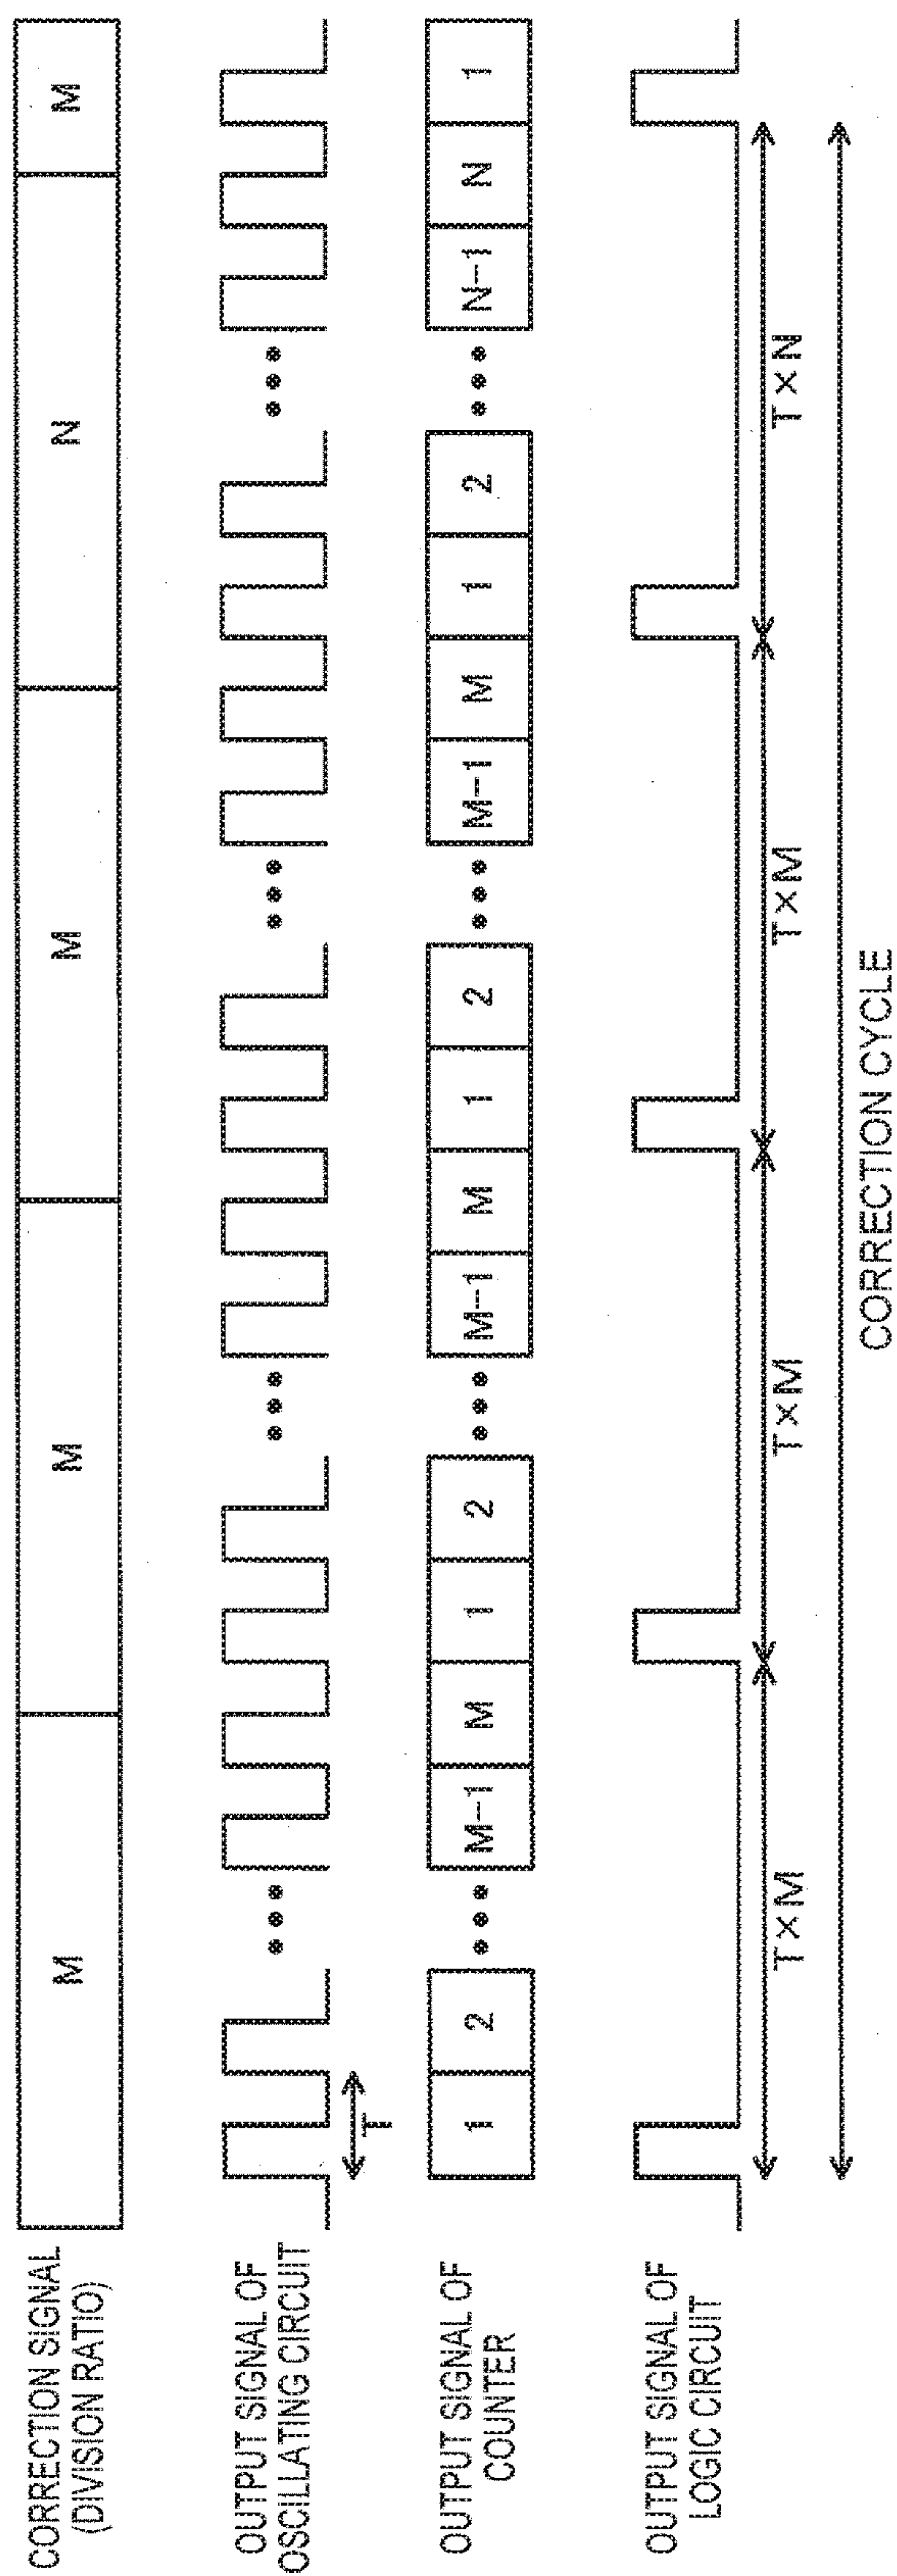 CORRECTION SIGNAL
(DIVISION RATIO)
M
M
M
N
M
OUTPUT SIGNAL OF
OSCILLATING CIRCUIT
T
OUTPUT SIGNAL OF
COUNTER
1
2
M-1
M
1
2
M-1
M
1
2
M-1
M
1
2
N-1
N
1
OUTPUT SIGNAL OF
LOGIC CIRCUIT
T×M
T×M
T×M
T×N
CORRECTION CYCLE